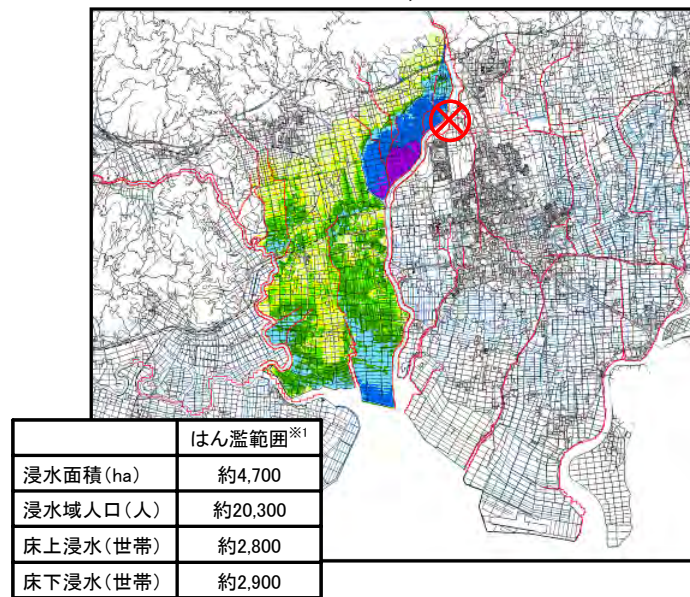 はん濫範囲※1
浸水面積(ha) 約4,700
浸水域人口(人) 約20,300
床上浸水(世帯) 約2,800
床下浸水(世帯) 約2,900